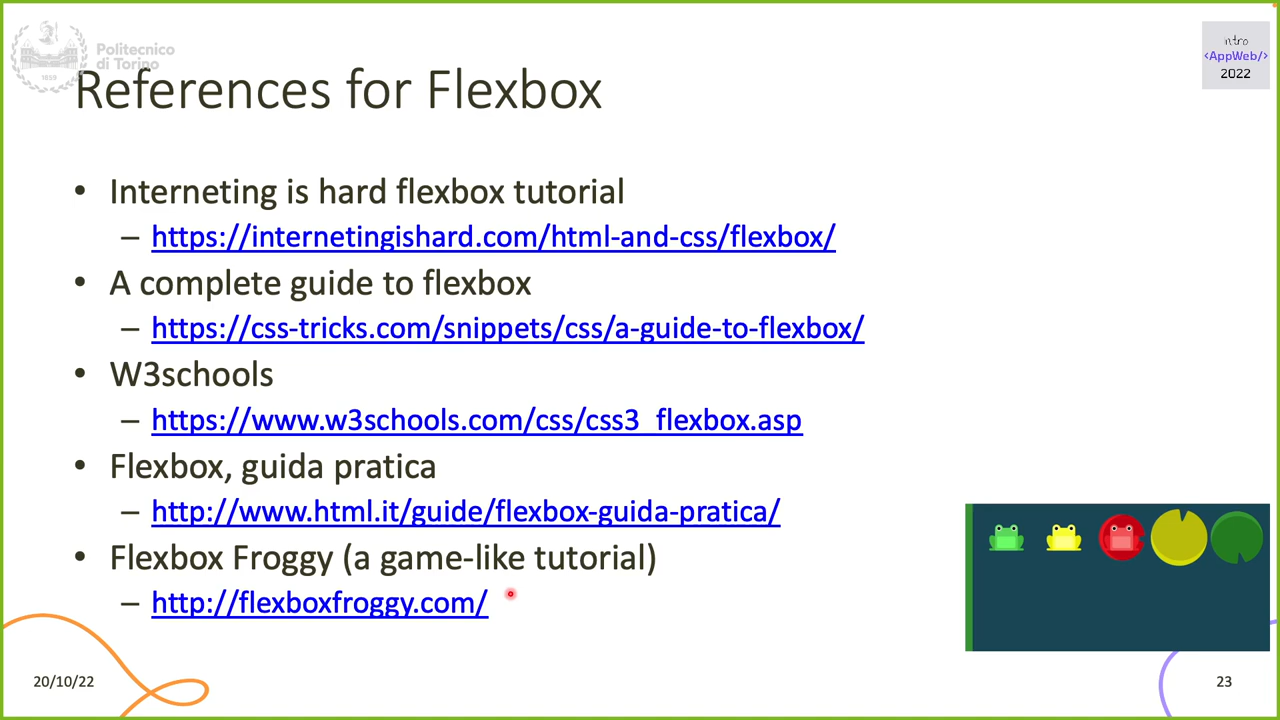 Politecnico
di Torino
1859
intro
<AppWeb/>
2022
References for Flexbox
• Interneting is hard flexbox tutorial
– https://internetingishard.com/html-and-css/flexbox/
• A complete guide to flexbox
– https://css-tricks.com/snippets/css/a-guide-to-flexbox/
• W3schools
– https://www.w3schools.com/css/css3_flexbox.asp
• Flexbox, guida pratica
– http://www.html.it/guide/flexbox-guida-pratica/
• Flexbox Froggy (a game-like tutorial)
– http://flexboxfroggy.com/
20/10/22
23